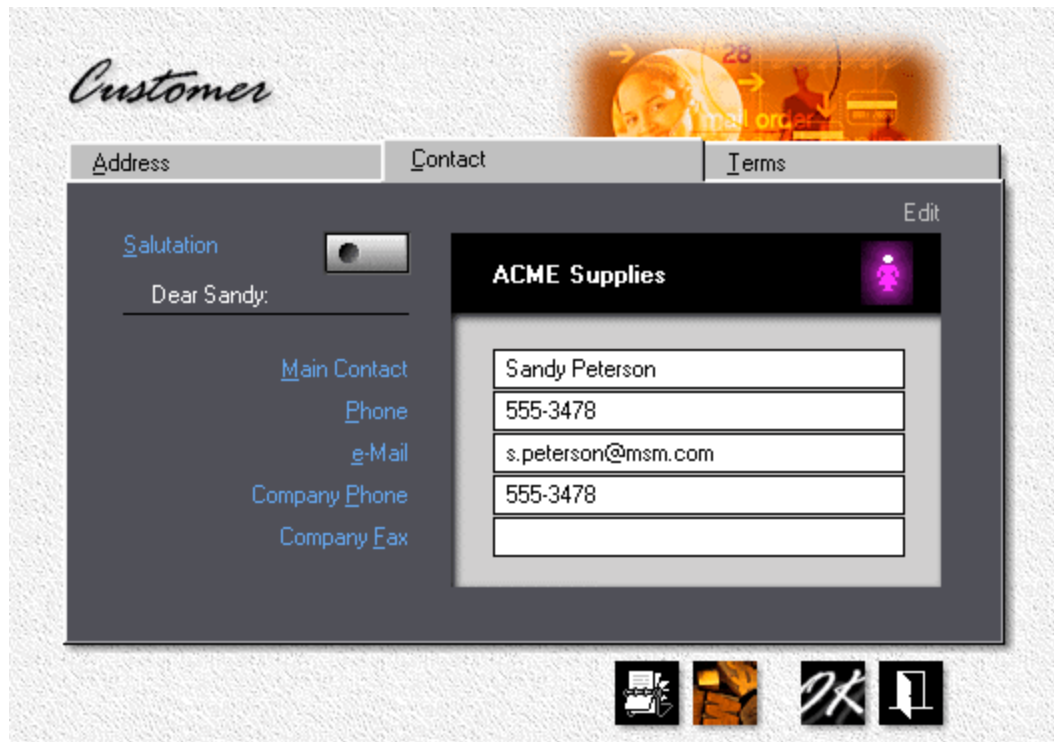 Customer
28
mail order
Address
Contact
Terms
Edit
Salutation
ACME Supplies
Dear Sandy:
Main Contact
Sandy Peterson
Phone
555-3478
e-Mail
s.peterson@msm.com
Company Phone
555-3478
Company Fax
OK